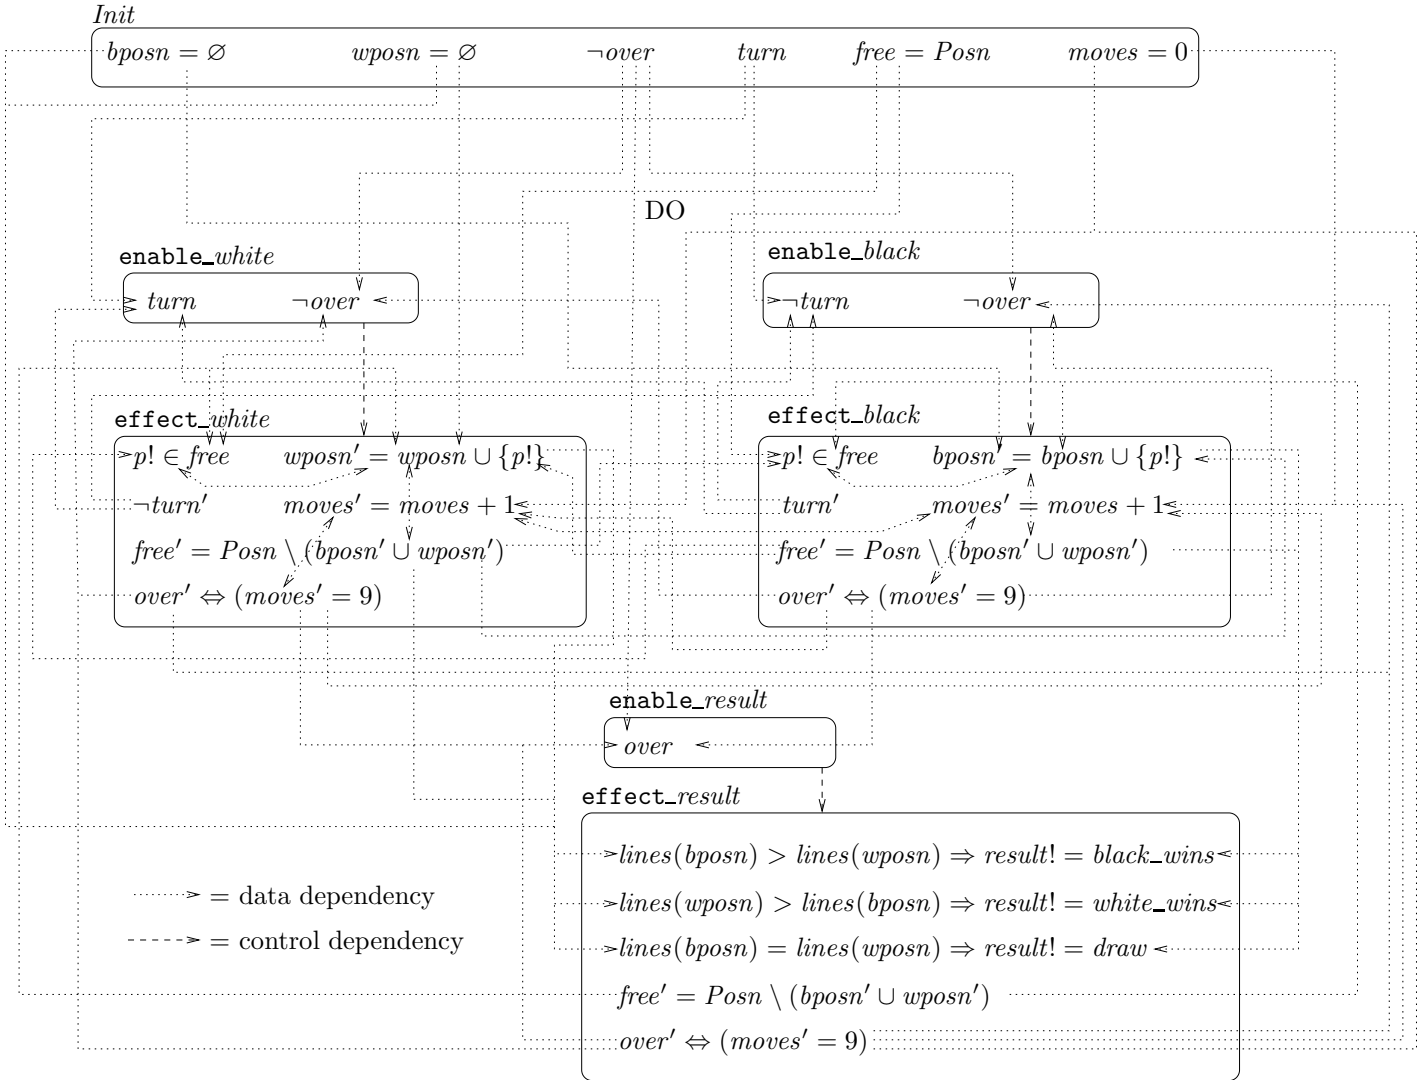 Init
bposn = ∅ wposn = ∅ ¬over turn free = Posn moves = 0
DO
enable_white
turn ¬over
enable_black
¬turn ¬over
effect_white
p! ∈ free wposn′ = wposn ∪ {p!}
¬turn′ moves′ = moves + 1
free′ = Posn \ (bposn′ ∪ wposn′)
over′ ⇔ (moves′ = 9)
effect_black
p! ∈ free bposn′ = bposn ∪ {p!}
turn′ moves′ = moves + 1
free′ = Posn \ (bposn′ ∪ wposn′)
over′ ⇔ (moves′ = 9)
enable_result
over
effect_result
lines(bposn) > lines(wposn) ⇒ result! = black_wins
lines(wposn) > lines(bposn) ⇒ result! = white_wins
lines(bposn) = lines(wposn) ⇒ result! = draw
free′ = Posn \ (bposn′ ∪ wposn′)
over′ ⇔ (moves′ = 9)
= data dependency
= control dependency